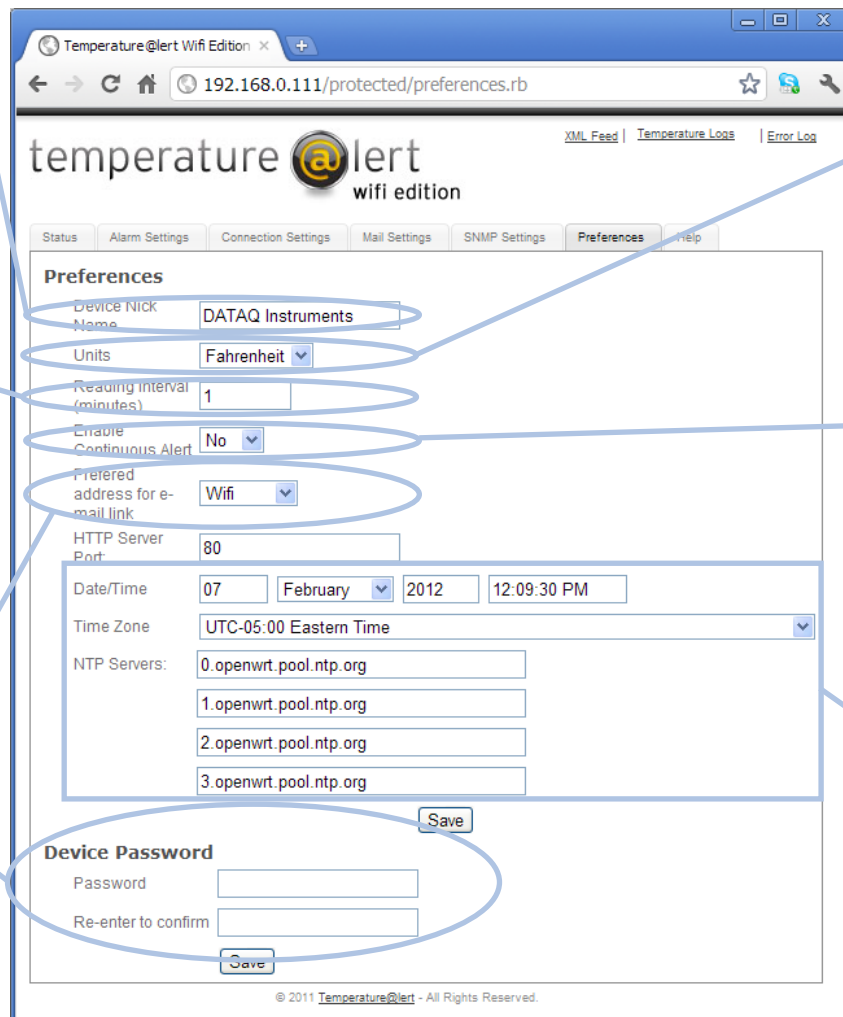 Temperature@lert Wifi Edition
192.168.0.111/protected/preferences.rb
XML Feed | Temperature Logs | Error Log
temperature @lert
wifi edition
Status Alarm Settings Connection Settings Mail Settings SNMP Settings Preferences Help
Preferences
Device Nick Name DATAQ Instruments
Units Fahrenheit
Reading Interval (minutes) 1
Enable Continuous Alert No
Prefered address for e-mail link Wifi
HTTP Server Port: 80
Date/Time 07 February 2012 12:09:30 PM
Time Zone UTC-05:00 Eastern Time
NTP Servers: 0.openwrt.pool.ntp.org
1.openwrt.pool.ntp.org
2.openwrt.pool.ntp.org
3.openwrt.pool.ntp.org
Save
Device Password
Password
Re-enter to confirm
Save
© 2011 Temperature@lert - All Rights Reserved.